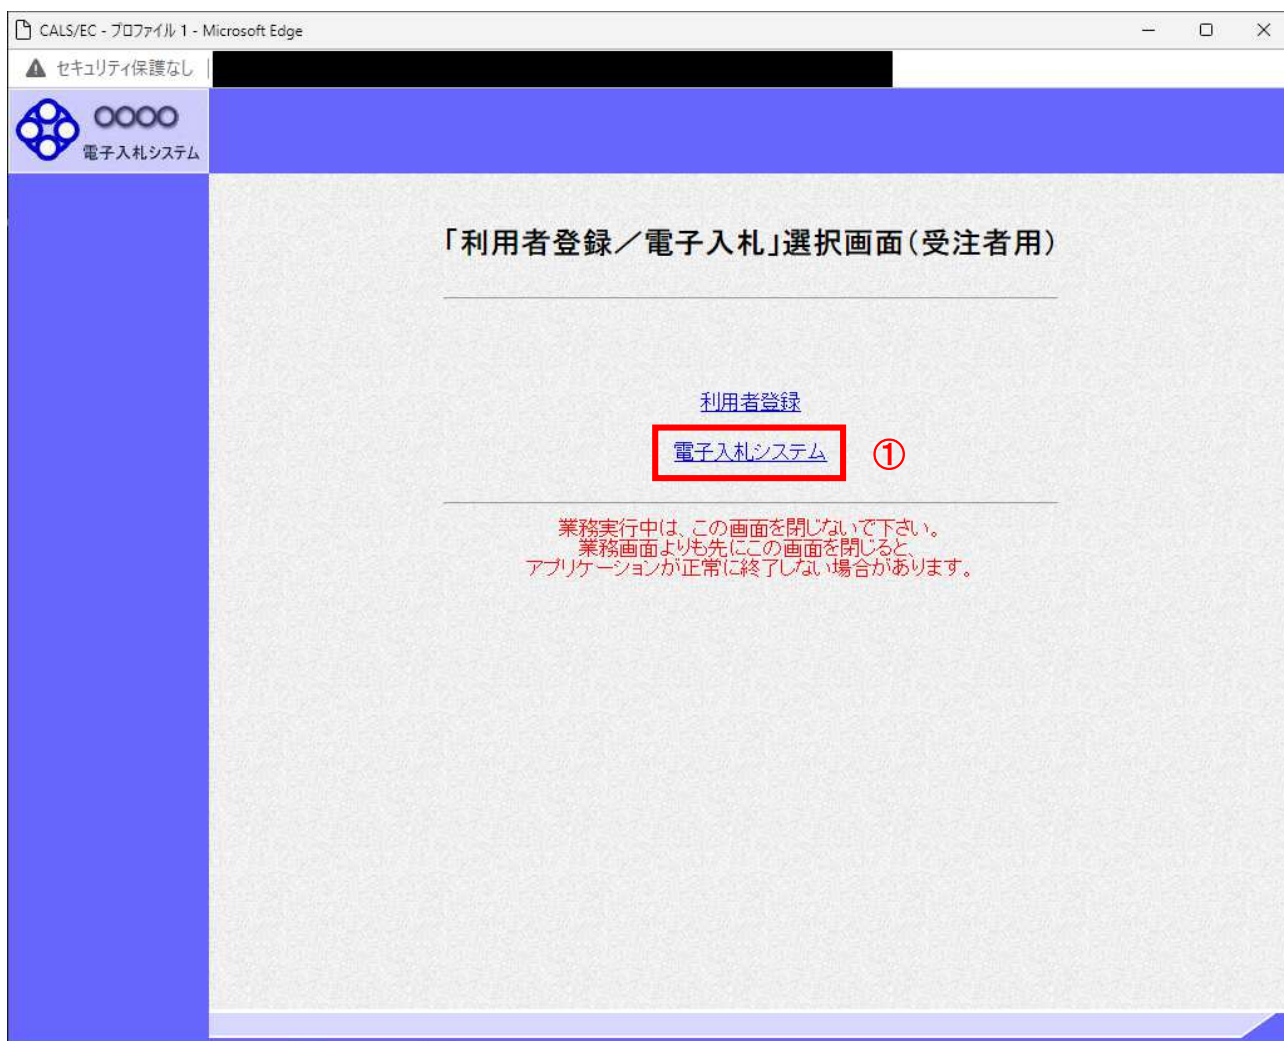 CALS/EC - プロファイル 1 - Microsoft Edge
セキュリティ保護なし
○○○○
電子入札システム
「利用者登録／電子入札」選択画面（受注者用）
利用者登録
電子入札システム ①
業務実行中は、この画面を閉じないで下さい。
業務画面よりも先にこの画面を閉じると、
アプリケーションが正常に終了しない場合があります。